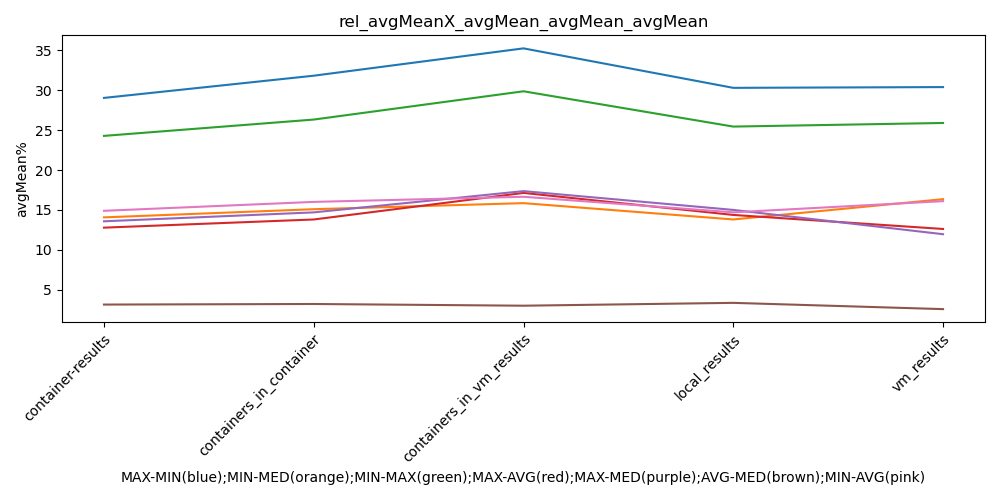 rel_avgMeanX_avgMean_avgMean_avgMean
35
30
25
20
15
10
5
avgMean%
container-results
containers_in_container
containers_in_vm_results
local_results
vm_results
MAX-MIN(blue);MIN-MED(orange);MIN-MAX(green);MAX-AVG(red);MAX-MED(purple);AVG-MED(brown);MIN-AVG(pink)